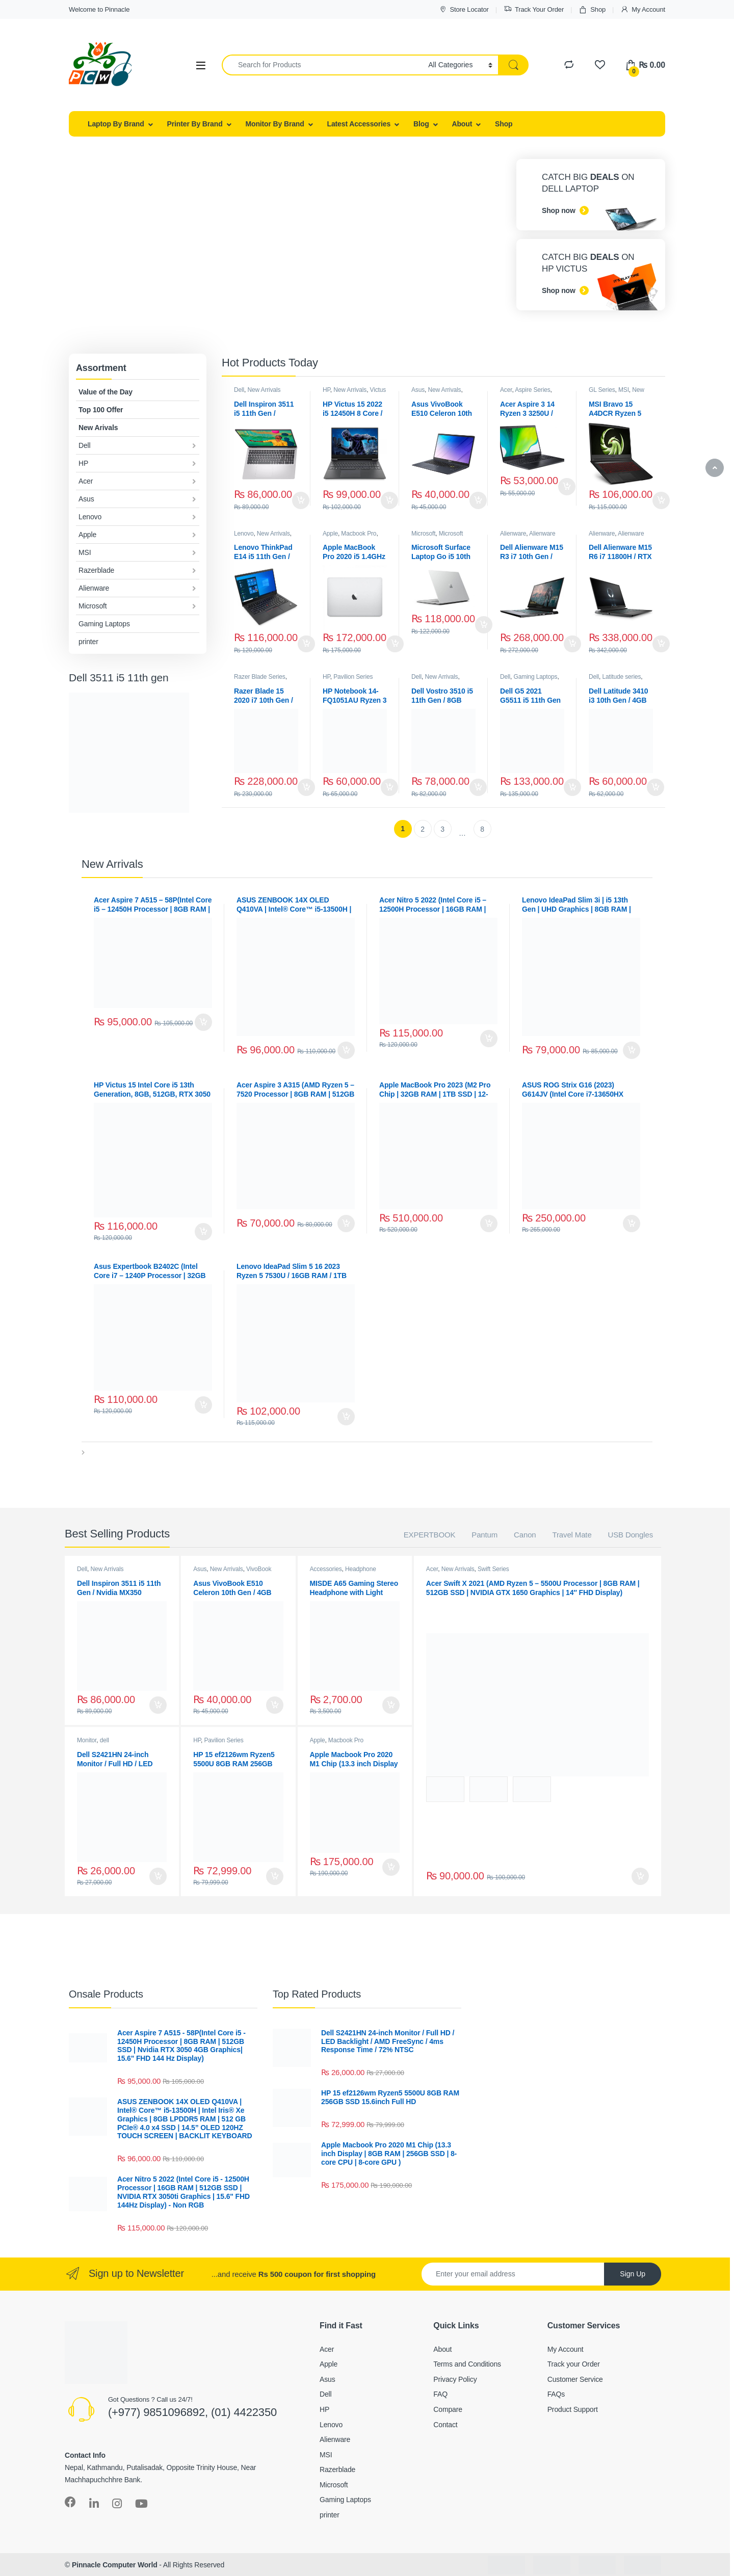 Welcome to Pinnacle
Store Locator
Track Your Order
Shop
My Account
PCW
Search for Products
All Categories
0
₨ 0.00
Laptop By Brand
Printer By Brand
Monitor By Brand
Latest Accessories
Blog
About
Shop
CATCH BIG DEALS ON
DELL LAPTOP
Shop now
CATCH BIG DEALS ON
HP VICTUS
Shop now
Assortment
Value of the Day
Top 100 Offer
New Arivals
Dell
HP
Acer
Asus
Lenovo
Apple
MSI
Razerblade
Alienware
Microsoft
Gaming Laptops
printer
Dell 3511 i5 11th gen
Hot Products Today
Dell, New Arrivals
Dell Inspiron 3511
i5 11th Gen /
₨ 86,000.00
₨ 89,000.00
HP, New Arrivals, Victus
HP Victus 15 2022
i5 12450H 8 Core /
₨ 99,000.00
₨ 102,000.00
Asus, New Arrivals,
Asus VivoBook
E510 Celeron 10th
₨ 40,000.00
₨ 45,000.00
Acer, Aspire Series,
Acer Aspire 3 14
Ryzen 3 3250U /
₨ 53,000.00
₨ 55,000.00
GL Series, MSI, New
MSI Bravo 15
A4DCR Ryzen 5
₨ 106,000.00
₨ 115,000.00
Lenovo, New Arrivals,
Lenovo ThinkPad
E14 i5 11th Gen /
₨ 116,000.00
₨ 120,000.00
Apple, Macbook Pro,
Apple MacBook
Pro 2020 i5 1.4GHz
₨ 172,000.00
₨ 175,000.00
Microsoft, Microsoft
Microsoft Surface
Laptop Go i5 10th
₨ 118,000.00
₨ 122,000.00
Alienware, Alienware
Dell Alienware M15
R3 i7 10th Gen /
₨ 268,000.00
₨ 272,000.00
Alienware, Alienware
Dell Alienware M15
R6 i7 11800H / RTX
₨ 338,000.00
₨ 342,000.00
Razer Blade Series,
Razer Blade 15
2020 i7 10th Gen /
₨ 228,000.00
₨ 230,000.00
HP, Pavilion Series
HP Notebook 14-
FQ1051AU Ryzen 3
₨ 60,000.00
₨ 65,000.00
Dell, New Arrivals,
Dell Vostro 3510 i5
11th Gen / 8GB
₨ 78,000.00
₨ 82,000.00
Dell, Gaming Laptops,
Dell G5 2021
G5511 i5 11th Gen
₨ 133,000.00
₨ 135,000.00
Dell, Latitude series,
Dell Latitude 3410
i3 10th Gen / 4GB
₨ 60,000.00
₨ 62,000.00
1 2 3 … 8
New Arrivals
Acer Aspire 7 A515 – 58P(Intel Core
i5 – 12450H Processor | 8GB RAM |
₨ 95,000.00 ₨ 105,000.00
ASUS ZENBOOK 14X OLED
Q410VA | Intel® Core™ i5-13500H |
₨ 96,000.00 ₨ 110,000.00
Acer Nitro 5 2022 (Intel Core i5 –
12500H Processor | 16GB RAM |
₨ 115,000.00
₨ 120,000.00
Lenovo IdeaPad Slim 3i | i5 13th
Gen | UHD Graphics | 8GB RAM |
₨ 79,000.00 ₨ 85,000.00
HP Victus 15 Intel Core i5 13th
Generation, 8GB, 512GB, RTX 3050
₨ 116,000.00
₨ 120,000.00
Acer Aspire 3 A315 (AMD Ryzen 5 –
7520 Processor | 8GB RAM | 512GB
₨ 70,000.00 ₨ 80,000.00
Apple MacBook Pro 2023 (M2 Pro
Chip | 32GB RAM | 1TB SSD | 12-
₨ 510,000.00
₨ 520,000.00
ASUS ROG Strix G16 (2023)
G614JV (Intel Core i7-13650HX
₨ 250,000.00
₨ 265,000.00
Asus Expertbook B2402C (Intel
Core i7 – 1240P Processor | 32GB
₨ 110,000.00
₨ 120,000.00
Lenovo IdeaPad Slim 5 16 2023
Ryzen 5 7530U / 16GB RAM / 1TB
₨ 102,000.00
₨ 115,000.00
Best Selling Products
EXPERTBOOK
Pantum
Canon
Travel Mate
USB Dongles
Dell, New Arrivals
Dell Inspiron 3511 i5 11th
Gen / Nvidia MX350
₨ 86,000.00
₨ 89,000.00
Asus, New Arrivals, VivoBook
Asus VivoBook E510
Celeron 10th Gen / 4GB
₨ 40,000.00
₨ 45,000.00
Accessories, Headphone
MISDE A65 Gaming Stereo
Headphone with Light
₨ 2,700.00
₨ 3,500.00
Acer, New Arrivals, Swift Series
Acer Swift X 2021 (AMD Ryzen 5 – 5500U Processor | 8GB RAM |
512GB SSD | NVIDIA GTX 1650 Graphics | 14″ FHD Display)
₨ 90,000.00 ₨ 100,000.00
Monitor, dell
Dell S2421HN 24-inch
Monitor / Full HD / LED
₨ 26,000.00
₨ 27,000.00
HP, Pavilion Series
HP 15 ef2126wm Ryzen5
5500U 8GB RAM 256GB
₨ 72,999.00
₨ 79,999.00
Apple, Macbook Pro
Apple Macbook Pro 2020
M1 Chip (13.3 inch Display
₨ 175,000.00
₨ 190,000.00
Onsale Products
Acer Aspire 7 A515 - 58P(Intel Core i5 -
12450H Processor | 8GB RAM | 512GB
SSD | Nvidia RTX 3050 4GB Graphics|
15.6" FHD 144 Hz Display)
₨ 95,000.00 ₨ 105,000.00
ASUS ZENBOOK 14X OLED Q410VA |
Intel® Core™ i5-13500H | Intel Iris® Xe
Graphics | 8GB LPDDR5 RAM | 512 GB
PCIe® 4.0 x4 SSD | 14.5" OLED 120HZ
TOUCH SCREEN | BACKLIT KEYBOARD
₨ 96,000.00 ₨ 110,000.00
Acer Nitro 5 2022 (Intel Core i5 - 12500H
Processor | 16GB RAM | 512GB SSD |
NVIDIA RTX 3050ti Graphics | 15.6" FHD
144Hz Display) - Non RGB
₨ 115,000.00 ₨ 120,000.00
Top Rated Products
Dell S2421HN 24-inch Monitor / Full HD /
LED Backlight / AMD FreeSync / 4ms
Response Time / 72% NTSC
₨ 26,000.00 ₨ 27,000.00
HP 15 ef2126wm Ryzen5 5500U 8GB RAM
256GB SSD 15.6inch Full HD
₨ 72,999.00 ₨ 79,999.00
Apple Macbook Pro 2020 M1 Chip (13.3
inch Display | 8GB RAM | 256GB SSD | 8-
core CPU | 8-core GPU )
₨ 175,000.00 ₨ 190,000.00
Sign up to Newsletter
...and receive Rs 500 coupon for first shopping
Enter your email address
Sign Up
Got Questions ? Call us 24/7!
(+977) 9851096892, (01) 4422350
Contact Info
Nepal, Kathmandu, Putalisadak, Opposite Trinity House, Near
Machhapuchchhre Bank.
Find it Fast
Acer
Apple
Asus
Dell
HP
Lenovo
Alienware
MSI
Razerblade
Microsoft
Gaming Laptops
printer
Quick Links
About
Terms and Conditions
Privacy Policy
FAQ
Compare
Contact
Customer Services
My Account
Track your Order
Customer Service
FAQs
Product Support
© Pinnacle Computer World - All Rights Reserved